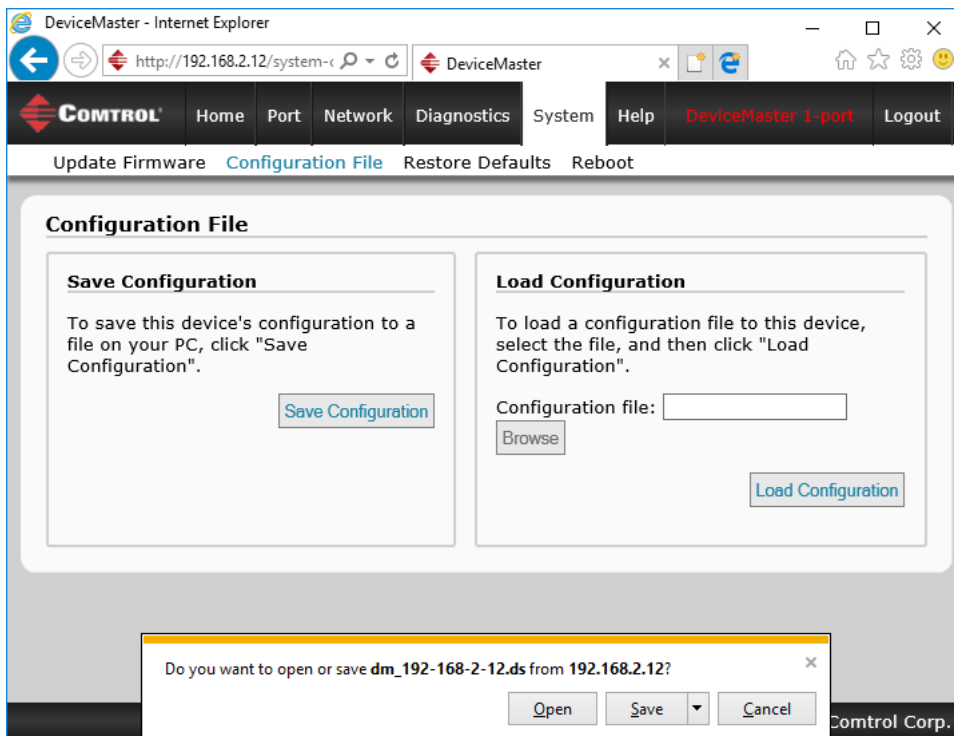 DeviceMaster - Internet Explorer
http://192.168.2.12/system-c DeviceMaster
COMTROL Home Port Network Diagnostics System Help DeviceMaster 1-port Logout
Update Firmware Configuration File Restore Defaults Reboot
Configuration File
Save Configuration
To save this device's configuration to a
file on your PC, click "Save
Configuration".
Save Configuration
Load Configuration
To load a configuration file to this device,
select the file, and then click "Load
Configuration".
Configuration file:
Browse
Load Configuration
Do you want to open or save dm_192-168-2-12.ds from 192.168.2.12?
Open Save Cancel
Comtrol Corp.